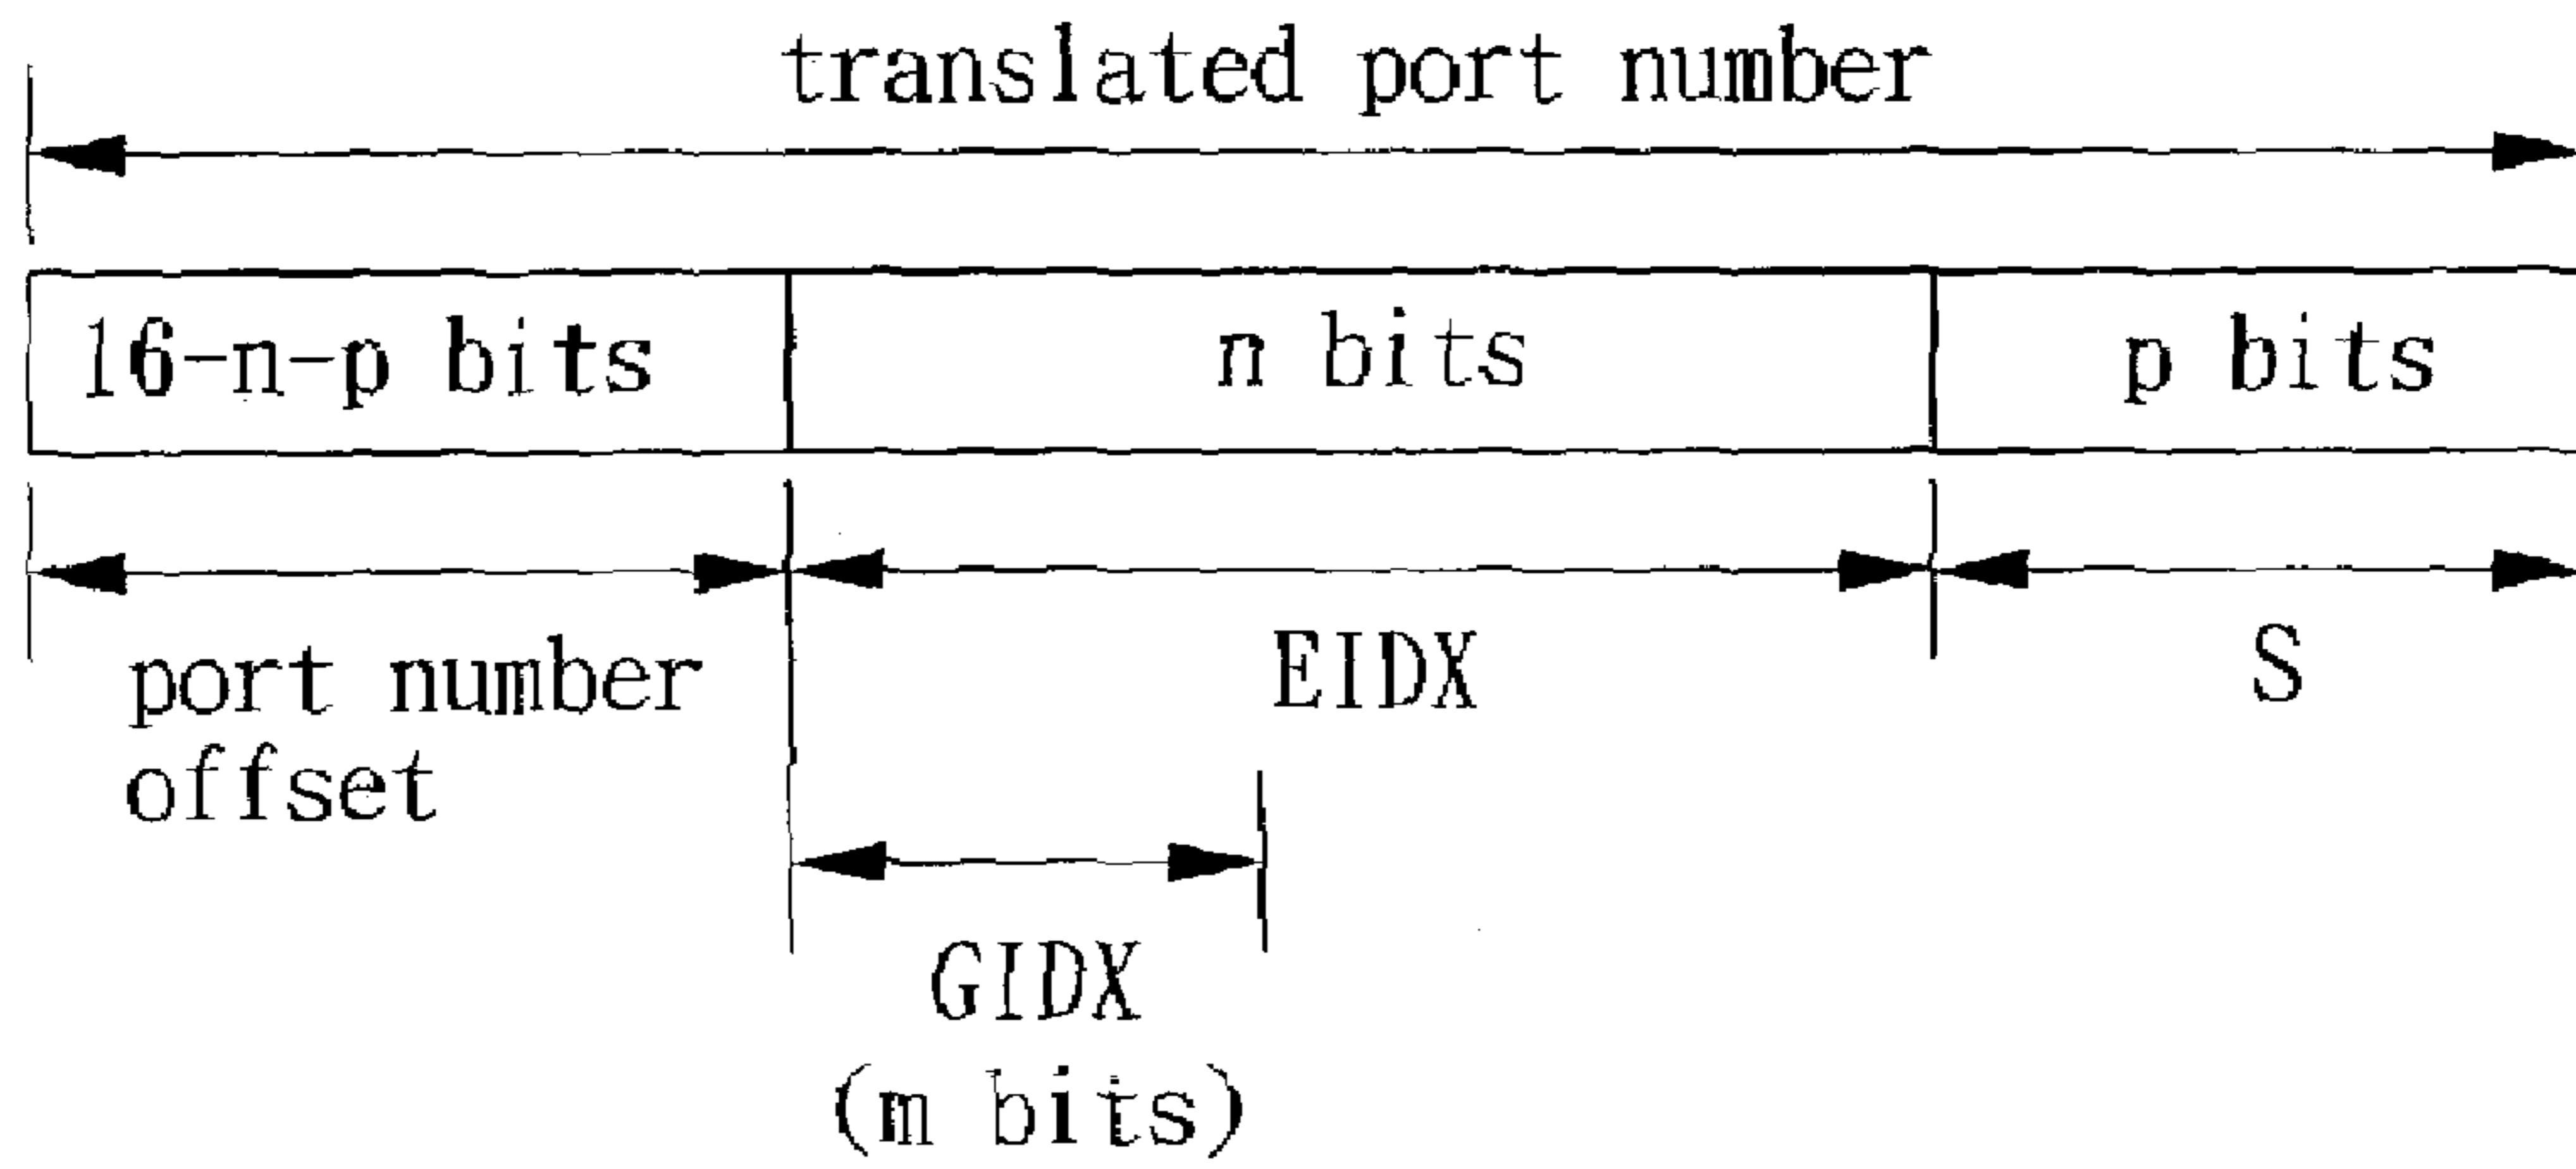 translated port number
16-n-p bits
n bits
p bits
port number
offset
EIDX
S
GIDX
(m bits)